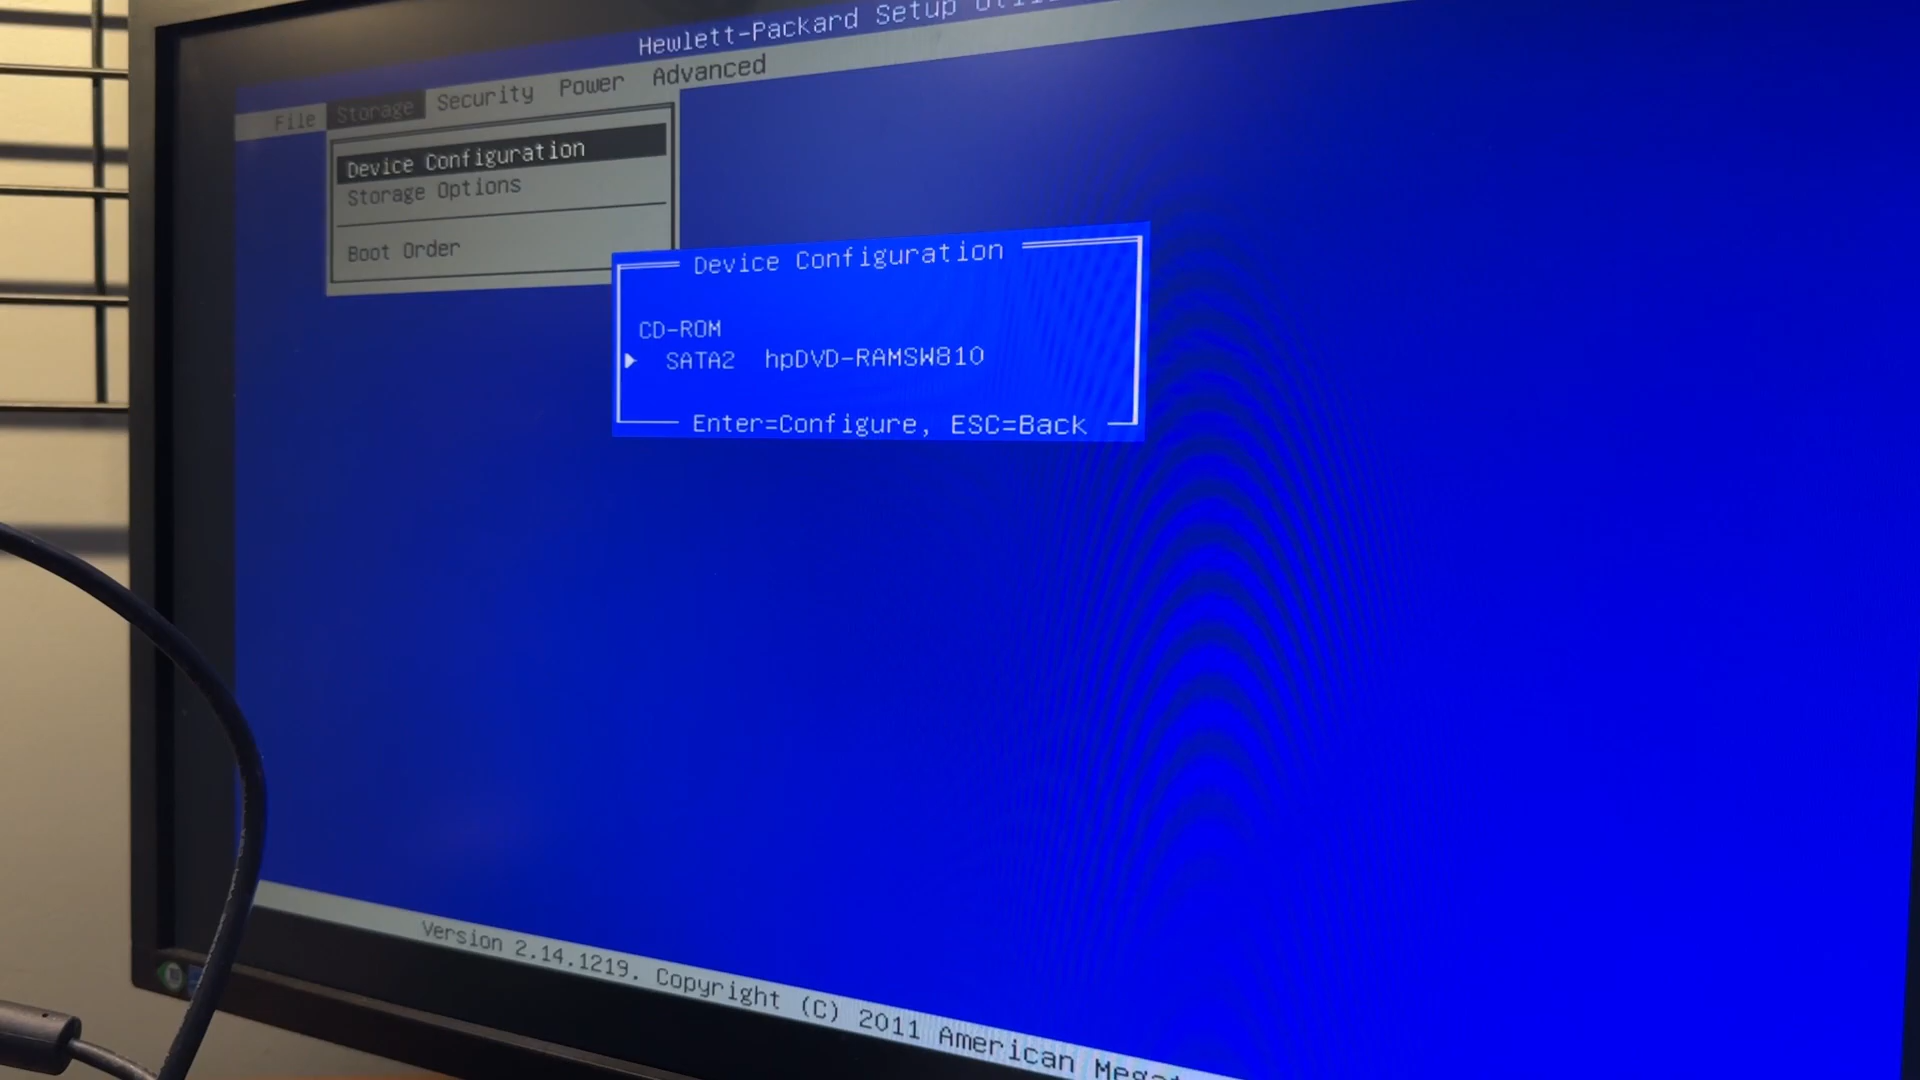 Hewlett-Packard Setup
File Storage Security Power Advanced
Device Configuration
Storage Options
Boot Order
Device Configuration
CD-ROM
SATA2 hpDVD-RAMSW810
Enter=Configure, ESC=Back
Version 2.14.1219. Copyright (C) 2011 American